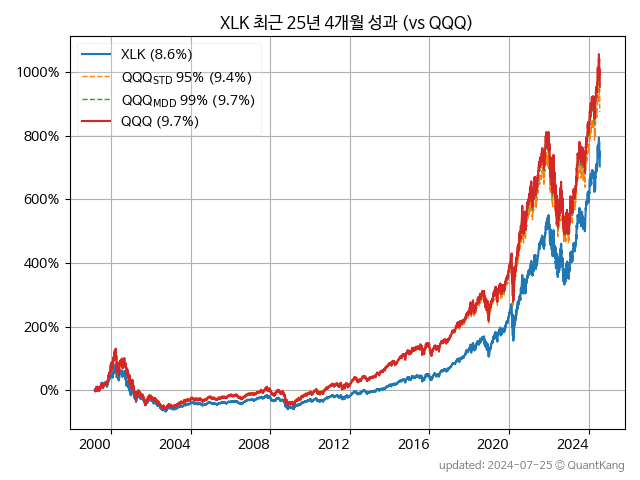 XLK 최근 25년 4개월 성과 (vs QQQ)
XLK (8.6%)
QQQSTD 95% (9.4%)
QQQMDD 99% (9.7%)
QQQ (9.7%)
1000%
800%
600%
400%
200%
0%
2000 2004 2008 2012 2016 2020 2024
updated: 2024-07-25 © QuantKang